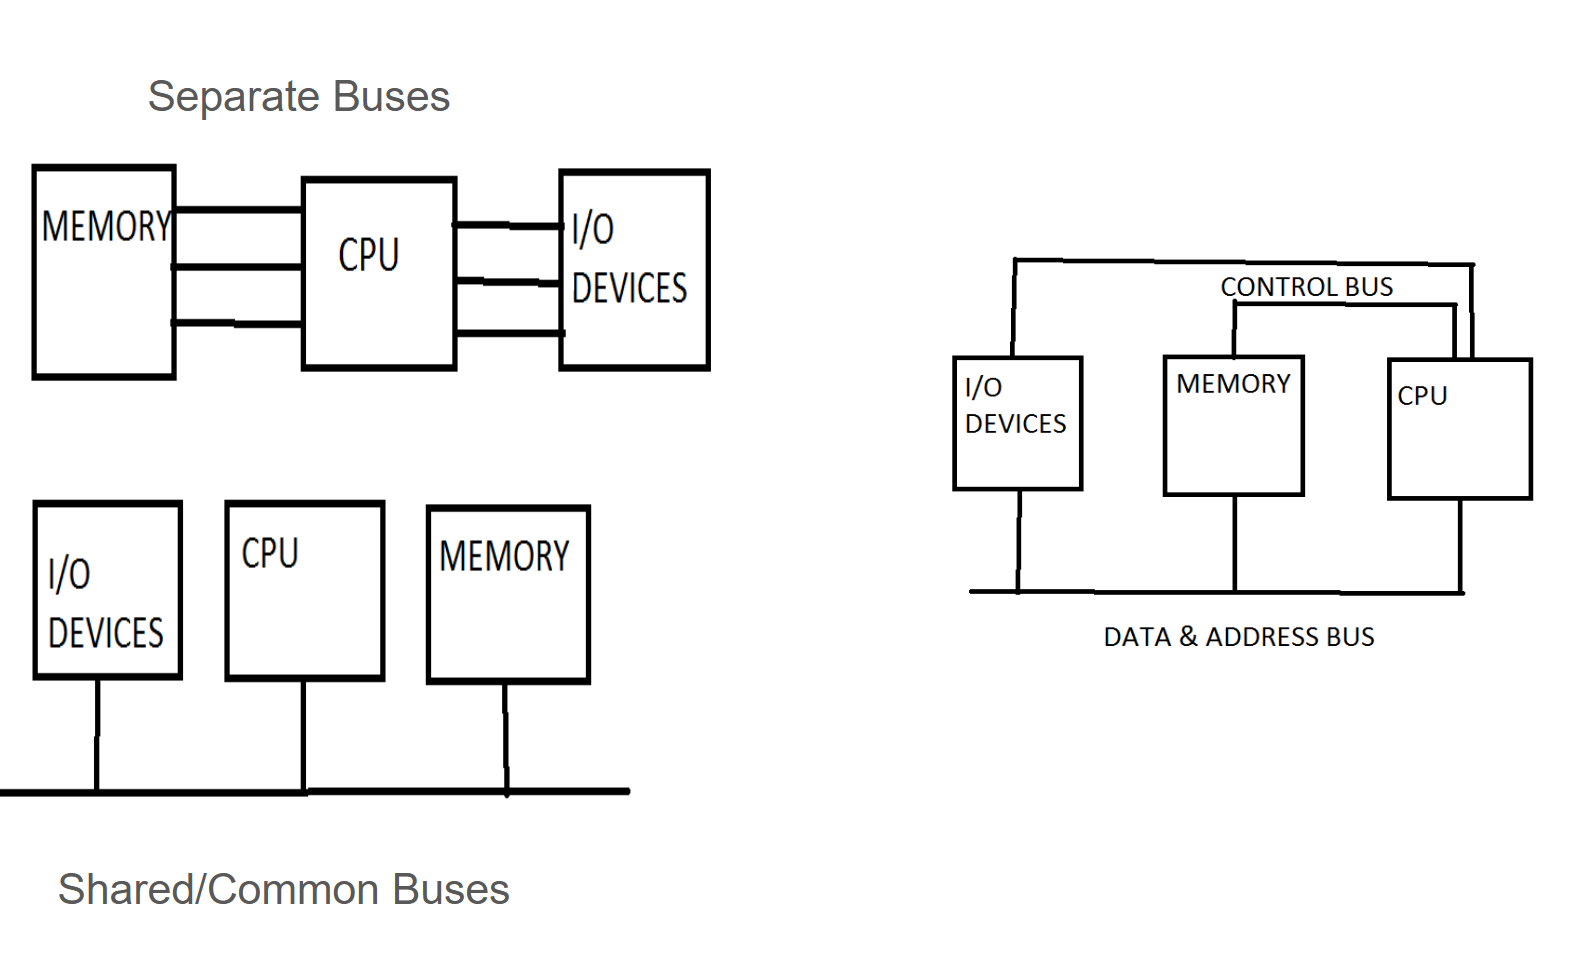 Separate Buses
MEMORY
CPU
I/O
DEVICES
I/O
DEVICES
CPU
MEMORY
Shared/Common Buses
CONTROL BUS
I/O
DEVICES
MEMORY
CPU
DATA & ADDRESS BUS